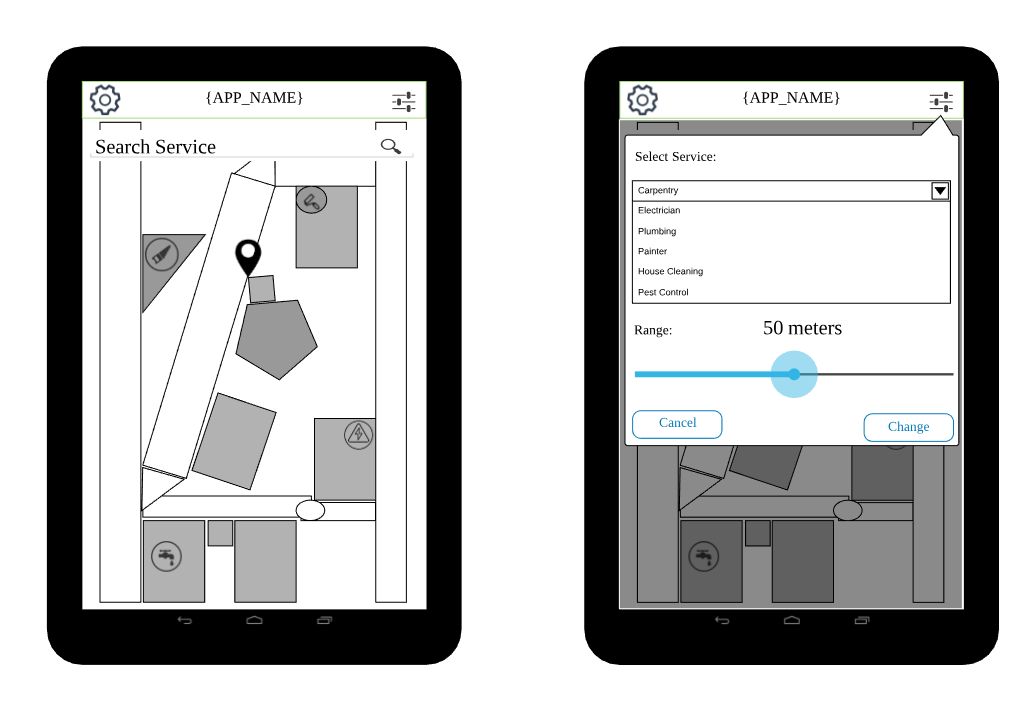 {APP_NAME}
Search Service
{APP_NAME}
Select Service:
Carpentry
Electrician
Plumbing
Painter
House Cleaning
Pest Control
Range: 50 meters
Cancel Change